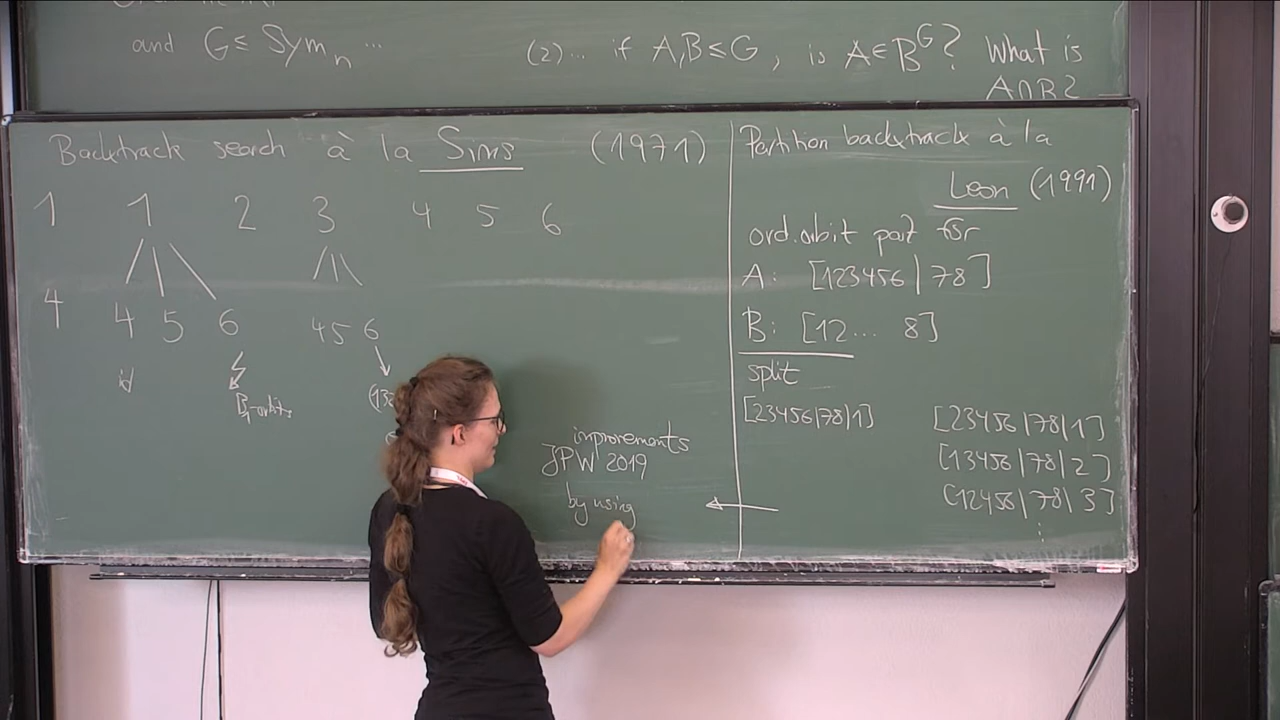 and G ≤ Sym_n ...
(2)... if A,B ≤ G, is A ∈ B^G? What is
A∩B?
Backtrack search à la Sims (1971)
1 1 2 3 4 5 6
4 4 5 6 4 5 6
id
B_1-orbits
(13
Partition backtrack à la
Leon (1991)
ord. orbit part for
A: [123456|78]
B: [12... 8]
split
[23456|78|1] [23456|78|1]
[13456|78|2]
[12456|78|3]
⋮
improvements
JPW 2019
by using